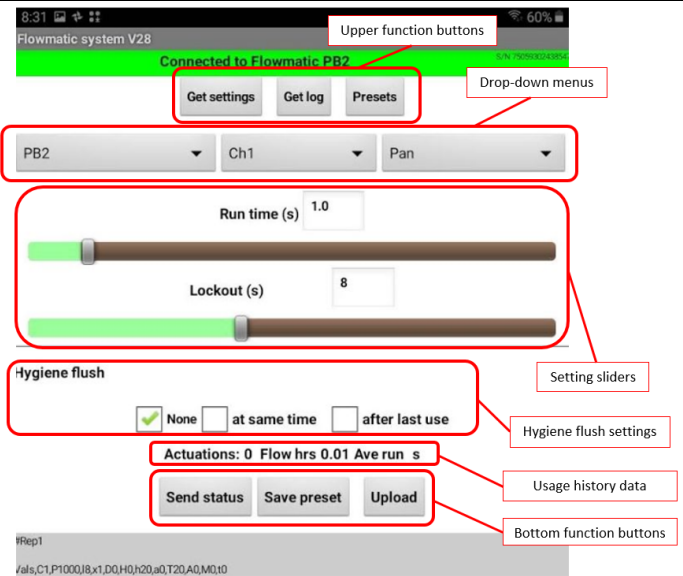 8:31 60%
Upper function buttons
Flowmatic system V28
Connected to Flowmatic PB2
Drop-down menus
Get settings Get log Presets
PB2 Ch1 Pan
Run time (s) 1.0
Lockout (s) 8
Setting sliders
Hygiene flush
None at same time after last use
Hygiene flush settings
Actuations: 0 Flow hrs 0.01 Ave run s
Usage history data
Send status Save preset Upload
Bottom function buttons
#Rep1
Vals,C1,P1000,I8,x1,D0,H0,h20,a0,T20,A0,M0,t0